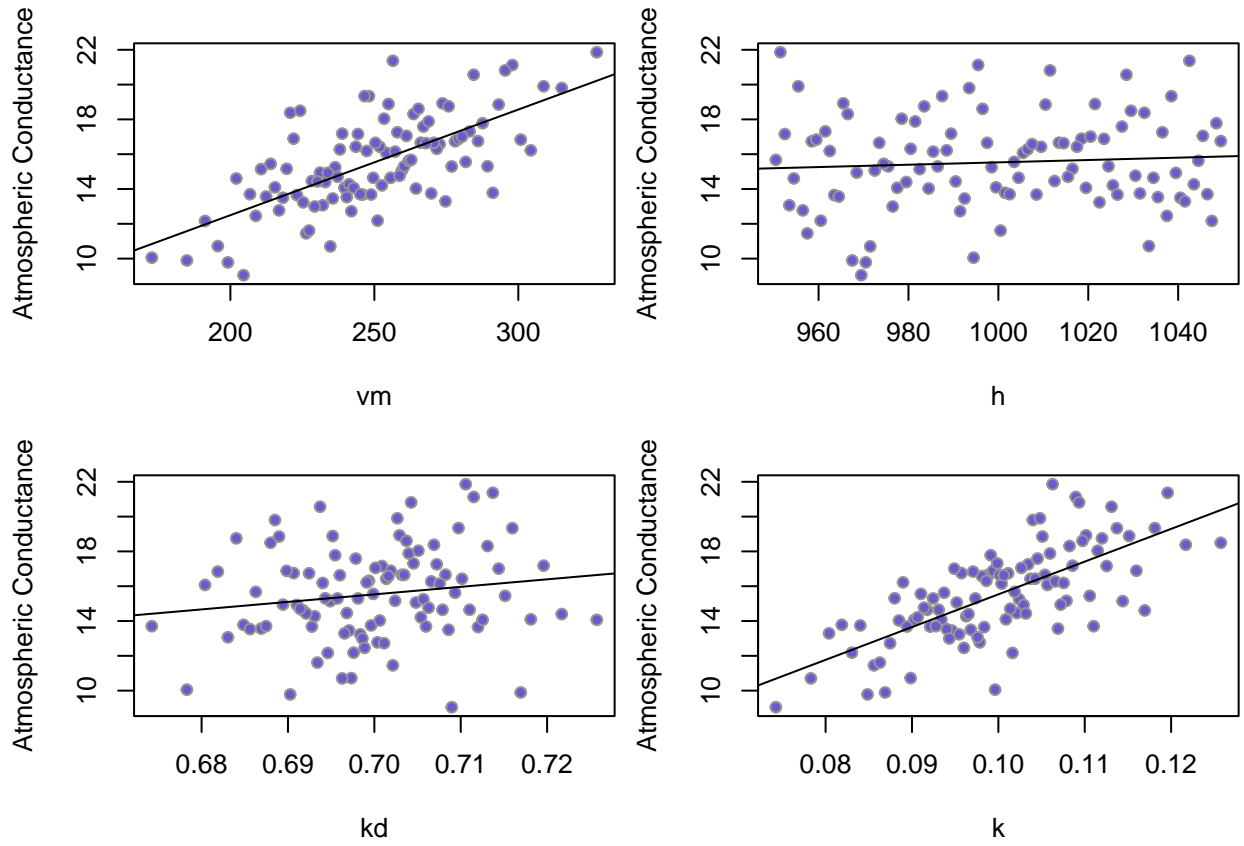 Atmospheric Conductance
10 14 18 22
200 250 300
vm
Atmospheric Conductance
10 14 18 22
960 980 1000 1020 1040
h
Atmospheric Conductance
10 14 18 22
0.68 0.69 0.70 0.71 0.72
kd
Atmospheric Conductance
10 14 18 22
0.08 0.09 0.10 0.11 0.12
k